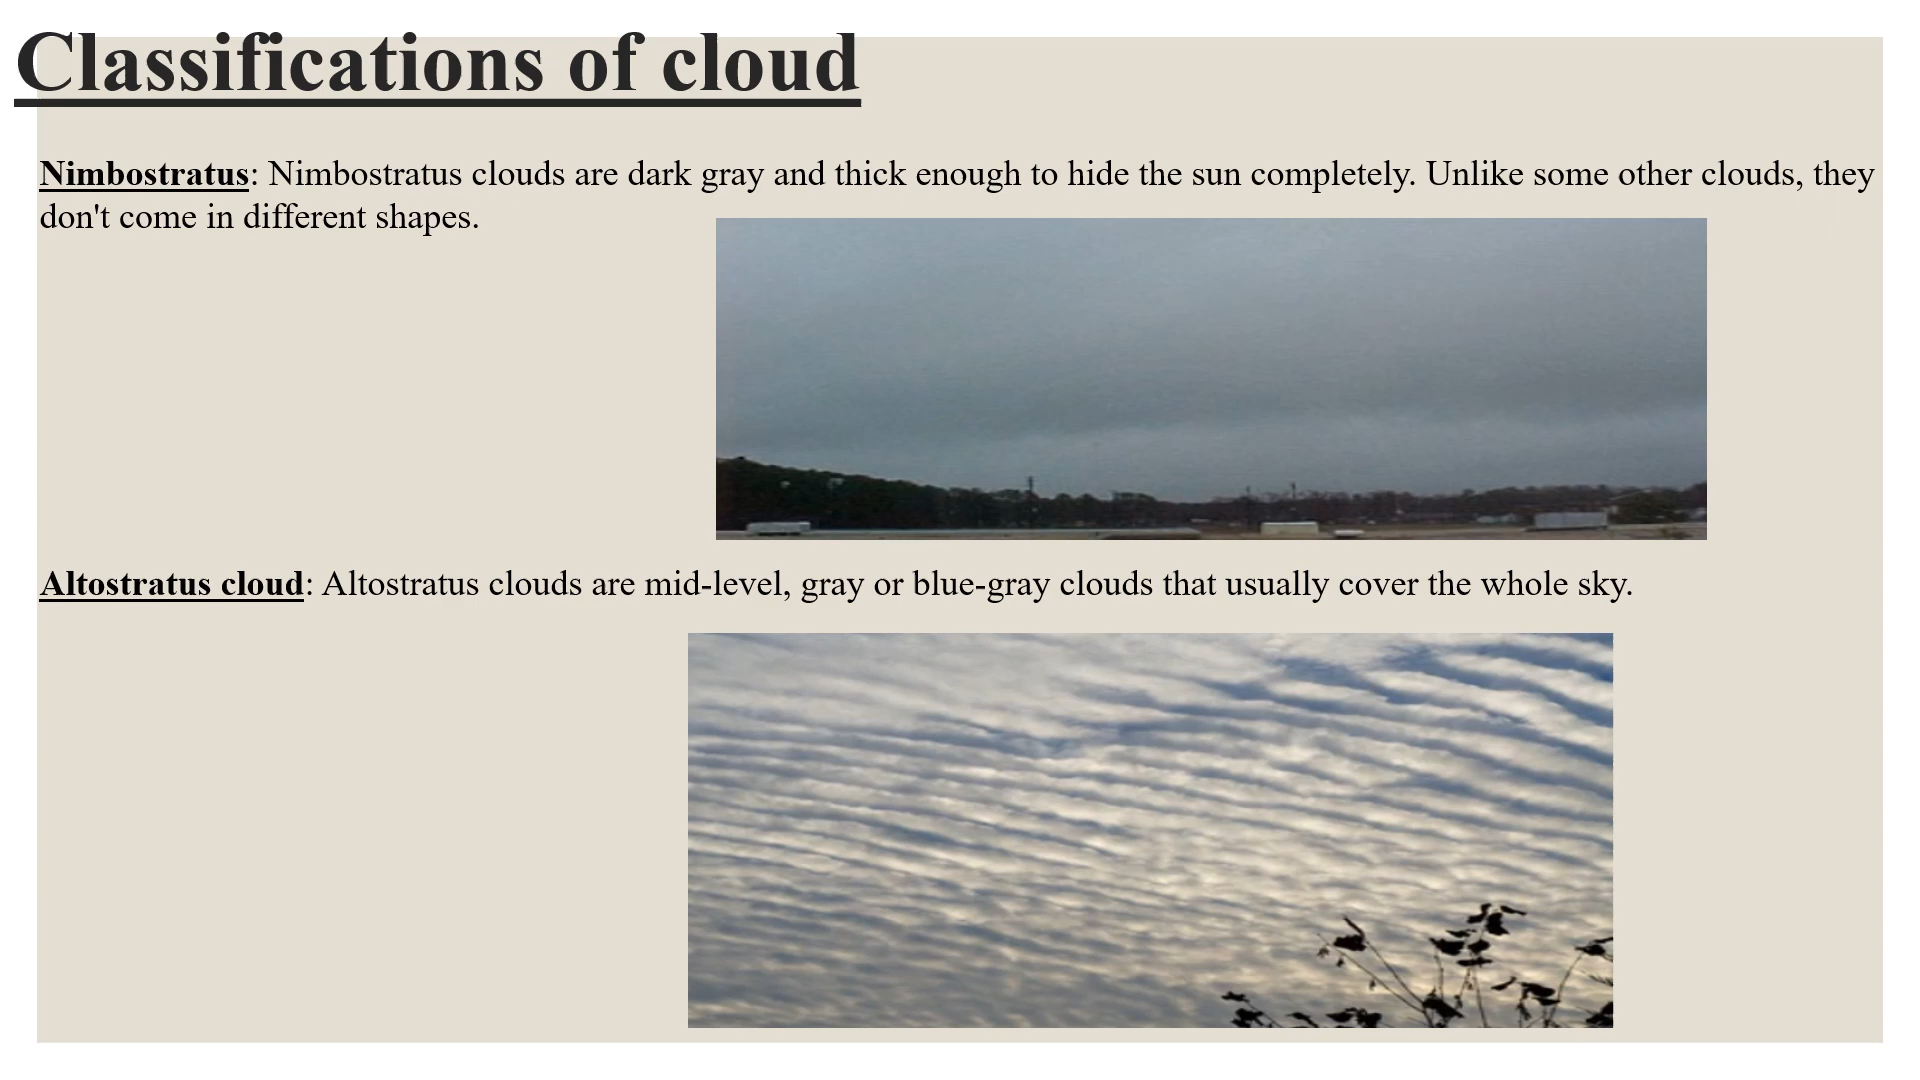 Classifications of cloud
Nimbostratus: Nimbostratus clouds are dark gray and thick enough to hide the sun completely. Unlike some other clouds, they
don't come in different shapes.
Altostratus cloud: Altostratus clouds are mid-level, gray or blue-gray clouds that usually cover the whole sky.